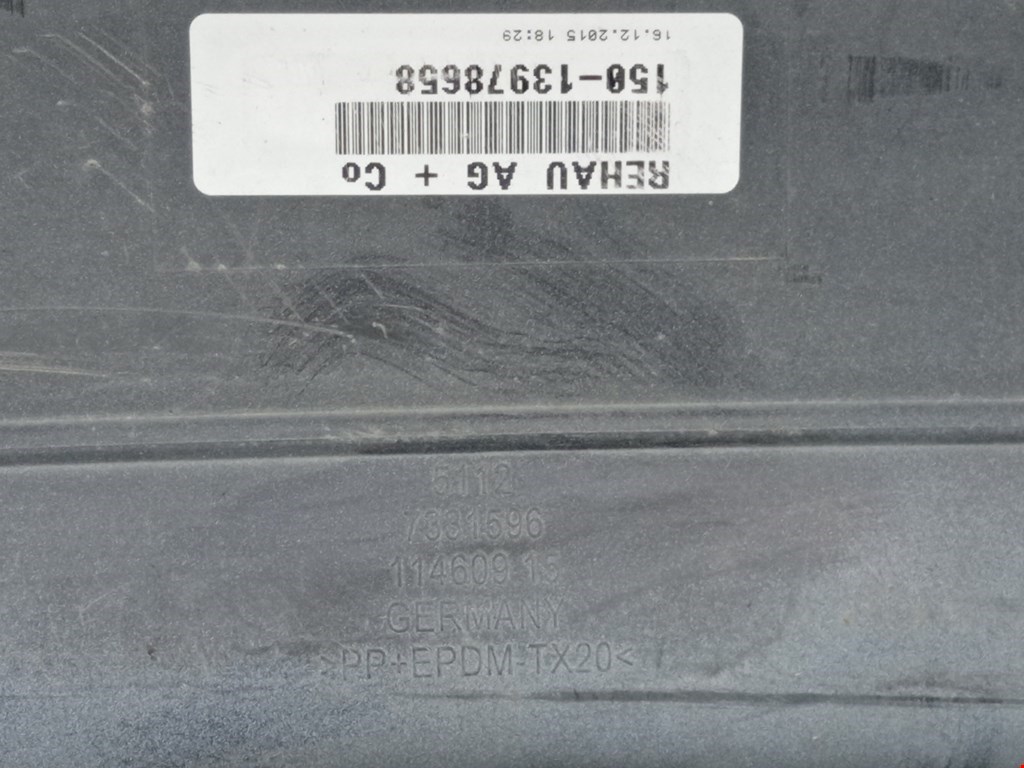 REHAU AG + Co
150-13978658
16.12.2015 18:29
5112
7331596
114609 15
GERMANY
>PP+EPDM-TX20<